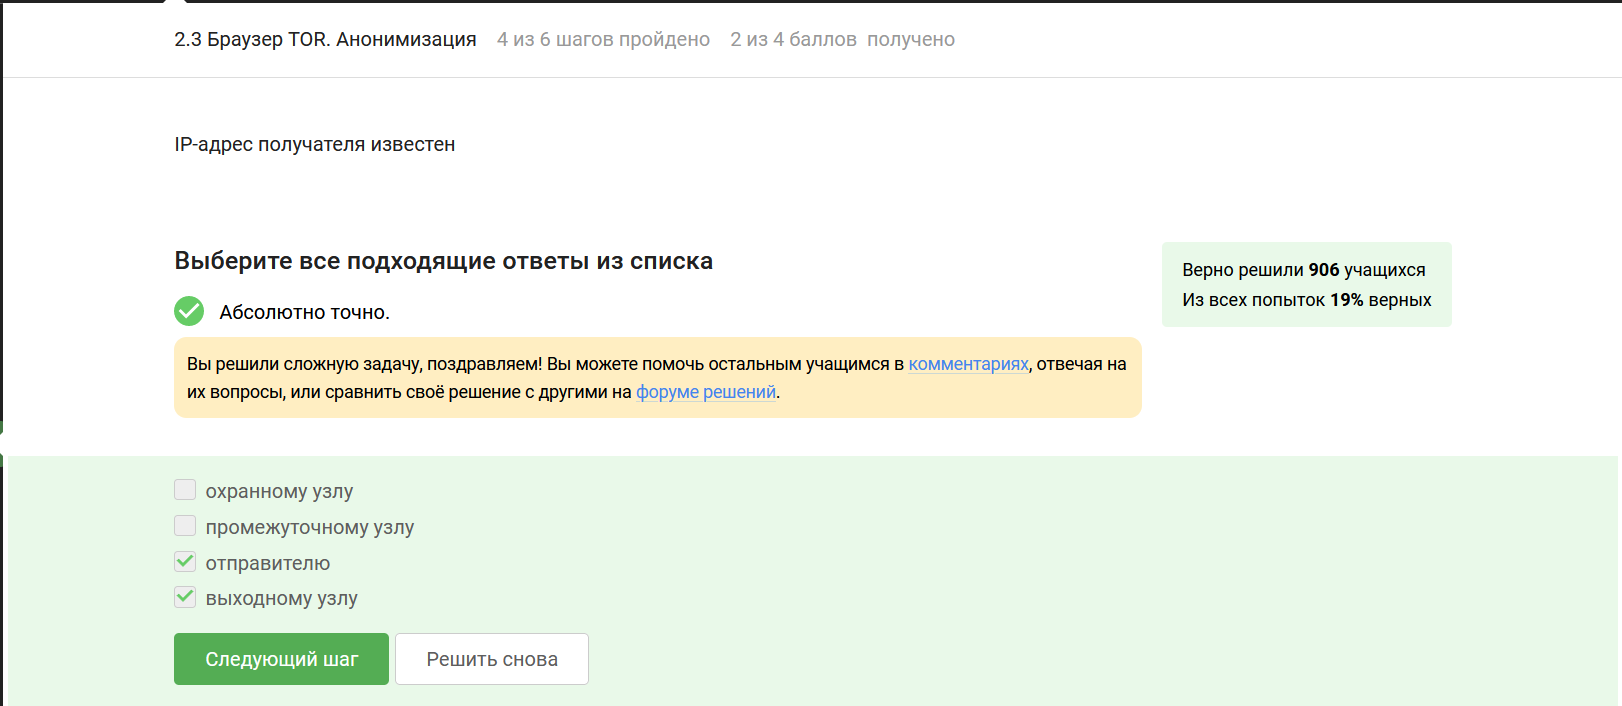 2.3 Браузер TOR. Анонимизация 4 из 6 шагов пройдено 2 из 4 баллов получено
IP-адрес получателя известен
Выберите все подходящие ответы из списка
Верно решили 906 учащихся
Из всех попыток 19% верных
Абсолютно точно.
Вы решили сложную задачу, поздравляем! Вы можете помочь остальным учащимся в комментариях, отвечая на
их вопросы, или сравнить своё решение с другими на форуме решений.
охранному узлу
промежуточному узлу
отправителю
выходному узлу
Следующий шаг Решить снова